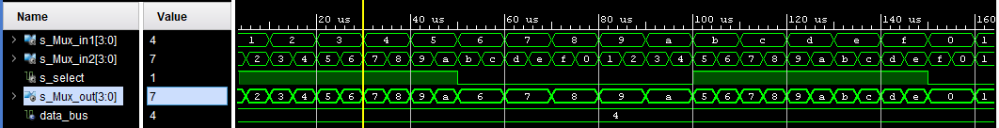 Name Value 20 us 40 us 60 us 80 us 100 us 120 us 140 us 160
s_Mux_in1[3:0] 4 1 2 3 4 5 6 7 8 9 a b c d e f 0 1
s_Mux_in2[3:0] 7 2 3 4 5 6 7 8 9 a b c d e f 0 1 2 3 4 5 6 7 8 9 a b c d e f 0 1
s_select 1
s_Mux_out[3:0] 7 2 3 4 5 6 7 8 9 a 6 7 8 9 a 5 6 7 8 9 a b c d e 0 1
data_bus 4 4